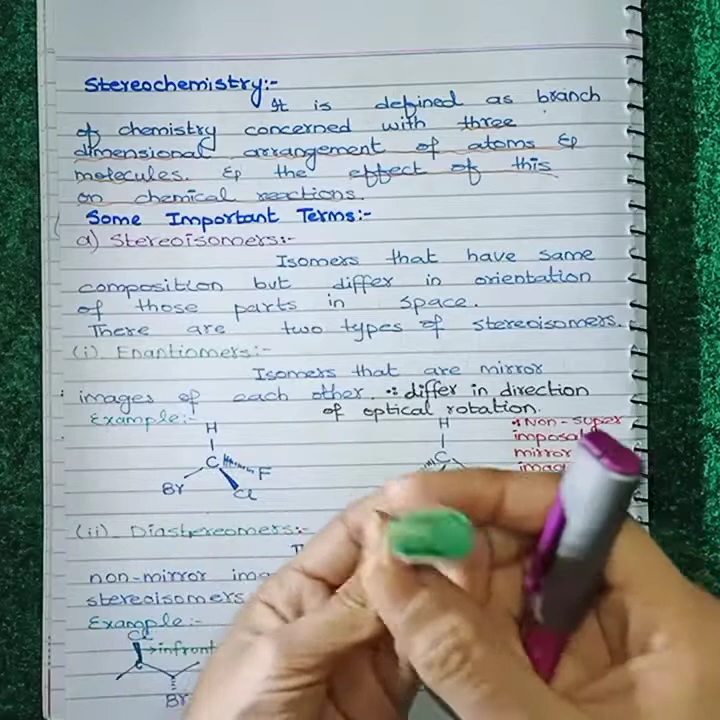 Stereochemistry:-
It is defined as branch
of chemistry concerned with three
dimensional arrangement of atoms &
molecules. & the effect of this
on chemical reactions.
Some Important Terms:-
a) Stereoisomers:-
Isomers that have same
composition but differ in orientation
of those parts in space.
There are two types of stereoisomers.
(i) Enantiomers:-
Isomers that are mirror
images of each other. ∴ differ in direction
of optical rotation.
Example:-
H H
C F Br Cl
C
• Non-super
mirror
(ii) Diastereomers:-
non-mirror
stereoisomers
Example:-
Cl
infront
Br